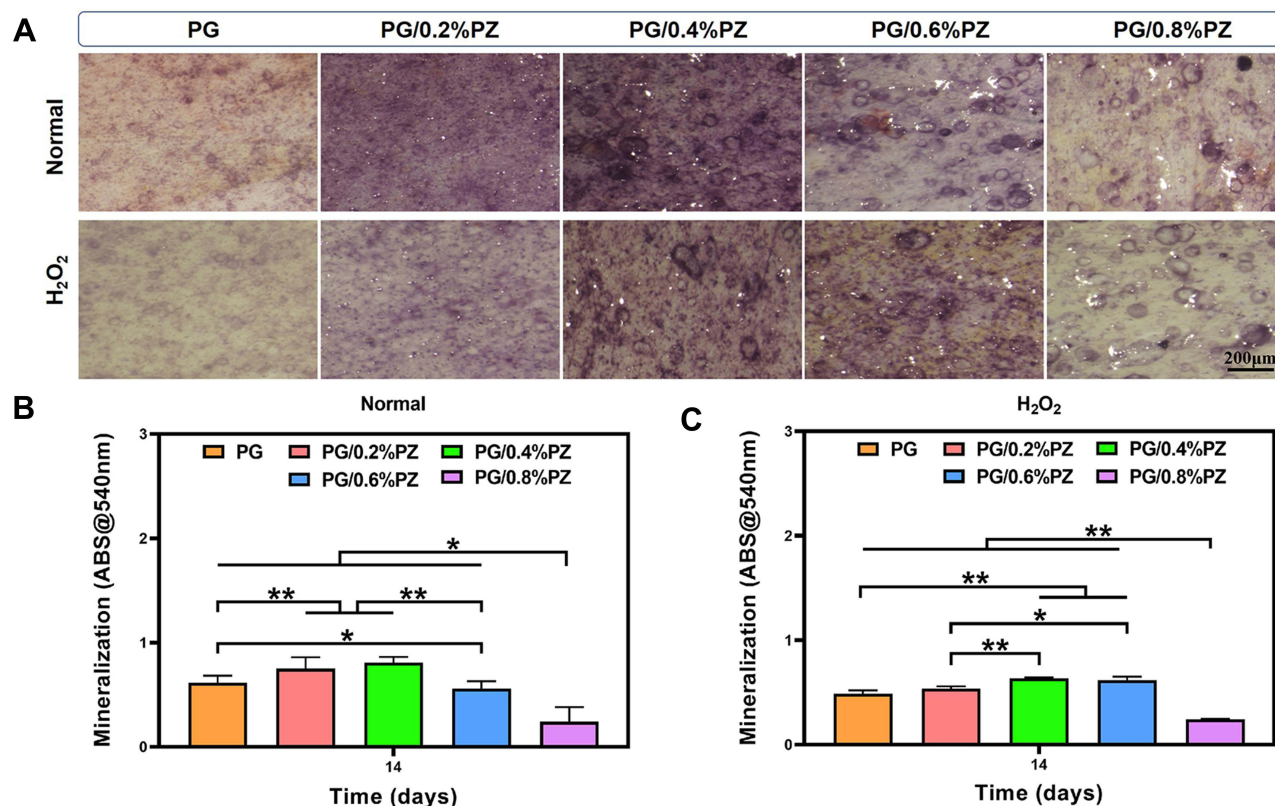 A
PG PG/0.2%PZ PG/0.4%PZ PG/0.6%PZ PG/0.8%PZ
Normal
H₂O₂
200μm
B
Normal
Mineralization (ABS@540nm)
3
2
1
0
PG PG/0.2%PZ PG/0.4%PZ
PG/0.6%PZ PG/0.8%PZ
*
** **
*
14
Time (days)
C
H₂O₂
Mineralization (ABS@540nm)
3
2
1
0
PG PG/0.2%PZ PG/0.4%PZ
PG/0.6%PZ PG/0.8%PZ
**
**
*
**
14
Time (days)